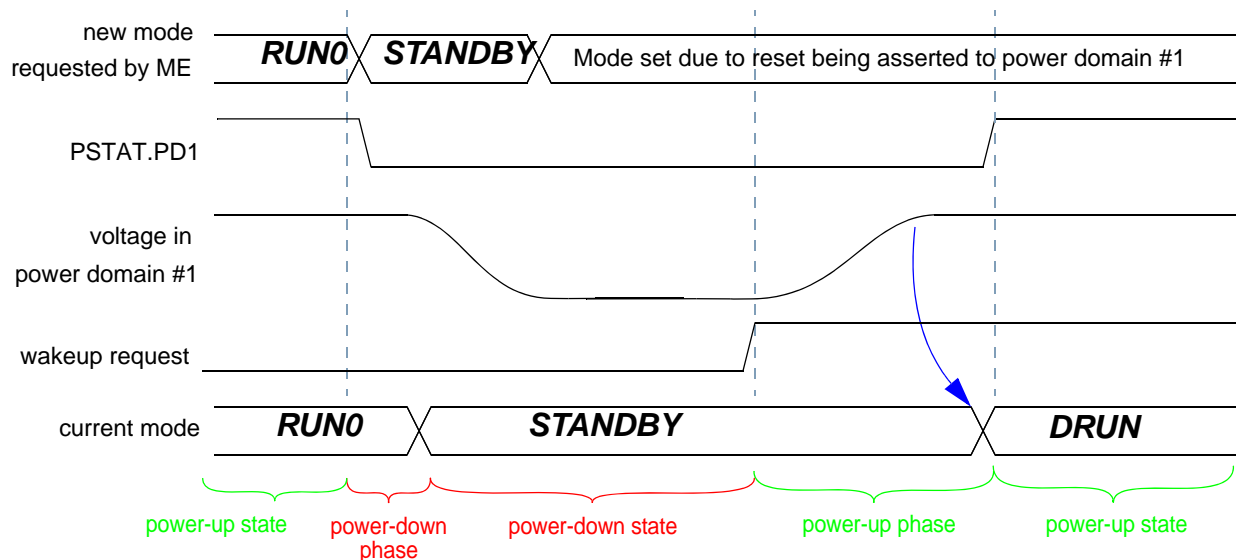 new mode
requested by ME
RUN0
STANDBY
Mode set due to reset being asserted to power domain #1
PSTAT.PD1
voltage in
power domain #1
wakeup request
current mode
RUN0
STANDBY
DRUN
power-up state
power-down
phase
power-down state
power-up phase
power-up state